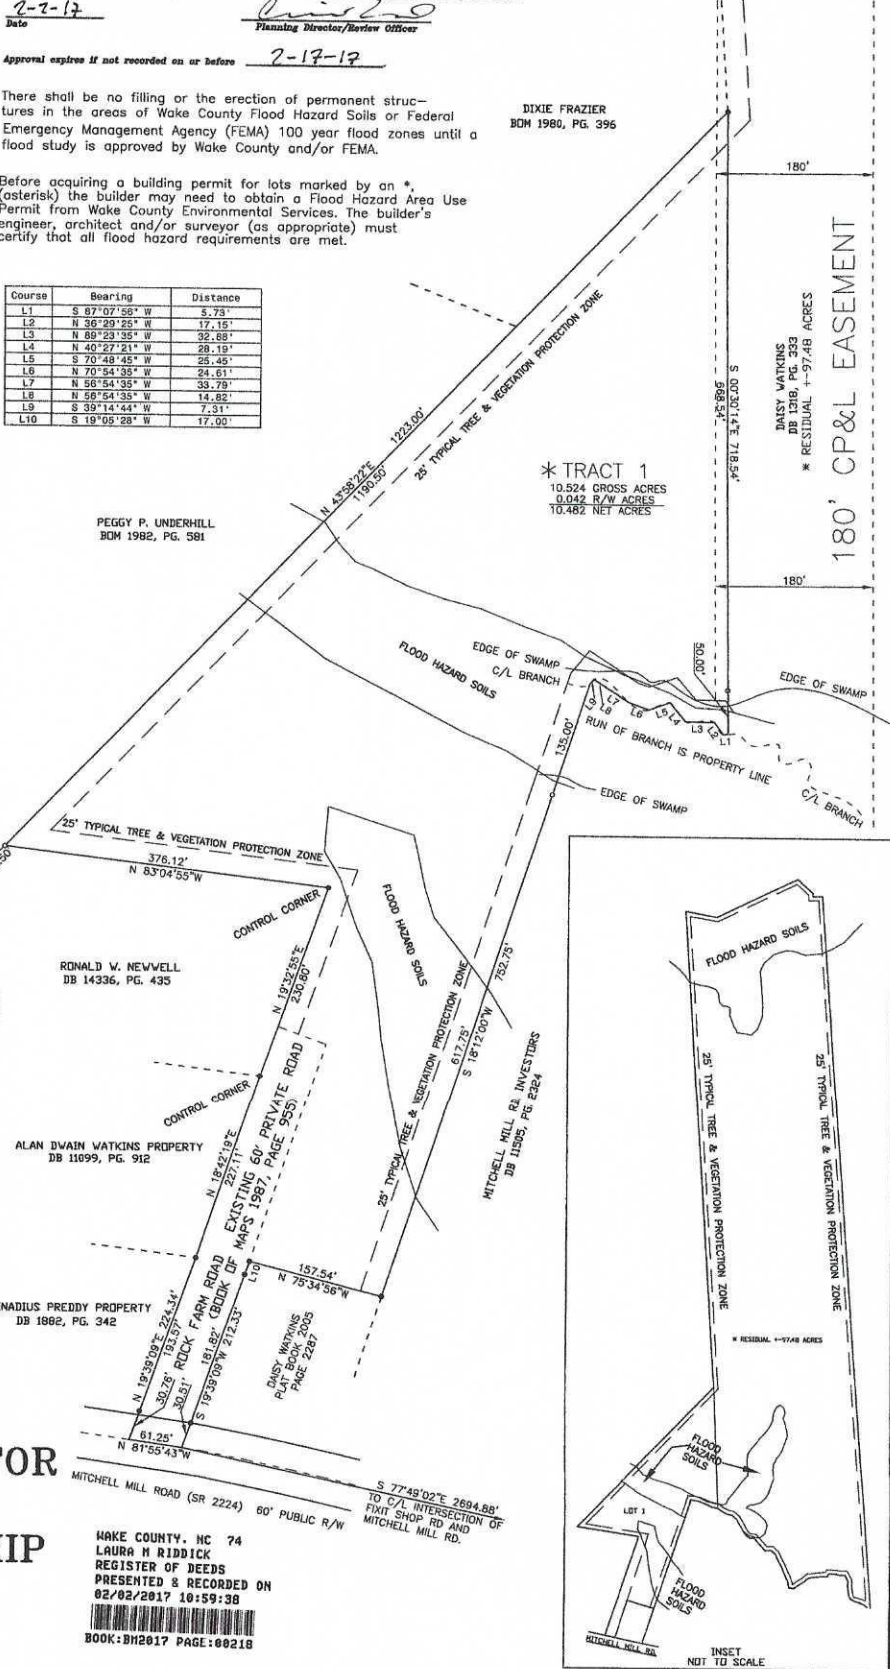 2-2-17
Date
Planning Director/Review Officer
Approval expires if not recorded on or before 2-17-17
There shall be no filling or the erection of permanent struc-
tures in the areas of Wake County Flood Hazard Soils or Federal
Emergency Management Agency (FEMA) 100 year flood zones until a
flood study is approved by Wake County and/or FEMA.
Before acquiring a building permit for lots marked by an *,
(asterisk) the builder may need to obtain a Flood Hazard Area Use
Permit from Wake County Environmental Services. The builder's
engineer, architect and/or surveyor (as appropriate) must
certify that all flood hazard requirements are met.
Course Bearing Distance
L1 S 87°07'56" W 5.73'
L2 N 36°29'25" W 17.15'
L3 N 89°23'35" W 32.88'
L4 N 40°27'21" W 28.19'
L5 S 70°48'45" W 25.45'
L6 N 70°54'35" W 24.61'
L7 N 56°54'35" W 33.79'
L8 N 56°54'35" W 14.82'
L9 S 39°14'44" W 7.31'
L10 S 19°05'28" W 17.00'
DIXIE FRAZIER
BOM 1980, PG. 396
180'
180' CP&L EASEMENT
DAISY WATKINS
DB 1318, PG. 333
* RESIDUAL +-97.48 ACRES
S 00°30'14"E 718.54'
668.54'
25' TYPICAL TREE & VEGETATION PROTECTION ZONE
N 43°58'22"E 1223.00'
1190.50'
* TRACT 1
10.524 GROSS ACRES
0.042 R/W ACRES
10.482 NET ACRES
PEGGY P. UNDERHILL
BOM 1982, PG. 581
180'
FLOOD HAZARD SOILS
EDGE OF SWAMP
C/L BRANCH
50.00'
EDGE OF SWAMP
L9
L8
L7
L6
L5
L4
L3
L2
L1
RUN OF BRANCH IS PROPERTY LINE
C/L BRANCH
135.00'
EDGE OF SWAMP
25' TYPICAL TREE & VEGETATION PROTECTION ZONE
376.12'
N 83°04'55"W
CONTROL CORNER
FLOOD HAZARD SOILS
RONALD W. NEWWELL
DB 14336, PG. 435
N 19°32'55"E
230.80'
752.75'
617.75'
S 18°12'00"W
25' TYPICAL TREE & VEGETATION PROTECTION ZONE
MITCHELL MILL RD. INVESTORS
DB 11505, PG. 2324
CONTROL CORNER
ALAN DWAIN WATKINS PROPERTY
DB 11099, PG. 912
N 18°42'19"E
227.11'
EXISTING 60' PRIVATE ROAD
(BOOK OF MAPS 1987, PAGE 955)
ROCK FARM ROAD
L10
157.54'
N 75°34'56"W
NADIUS PREDDY PROPERTY
DB 1882, PG. 342
N 19°39'09"E 224.34'
193.57'
30.76'
30.51'
181.82'
S 19°39'09"W 212.33'
DAISY WATKINS
PLAT BOOK 2005
PAGE 2287
61.25'
N 81°55'43"W
MITCHELL MILL ROAD (SR 2224) 60' PUBLIC R/W
S 77°49'02"E 2694.88'
TO C/L INTERSECTION OF
FIXIT SHOP RD AND
MITCHELL MILL RD.
OR
IP
WAKE COUNTY, NC 74
LAURA M RIDDICK
REGISTER OF DEEDS
PRESENTED & RECORDED ON
02/02/2017 10:59:38
BOOK:BM2017 PAGE:00218
FLOOD HAZARD SOILS
25' TYPICAL TREE & VEGETATION PROTECTION ZONE
25' TYPICAL TREE & VEGETATION PROTECTION ZONE
* RESIDUAL +-97.48 ACRES
FLOOD
HAZARD
SOILS
LOT 1
FLOOD
HAZARD
SOILS
MITCHELL MILL RD.
INSET
NOT TO SCALE